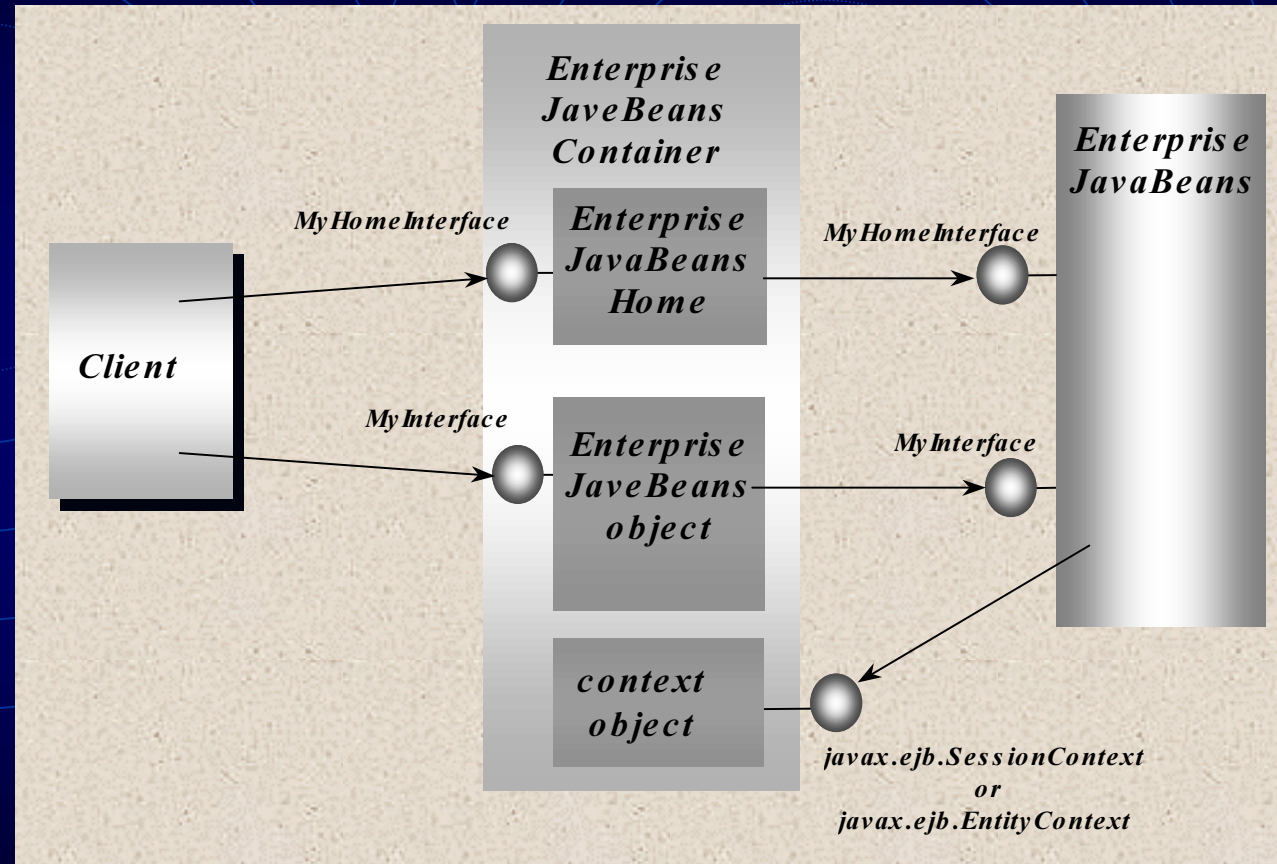 Enterprise
JaveBeans
Container
Enterprise
JavaBeans
MyHomeInterface
Enterprise
JavaBeans
Home
MyHomeInterface
Client
MyInterface
Enterprise
JaveBeans
object
MyInterface
context
object
javax.ejb.SessionContext
or
javax.ejb.EntityContext